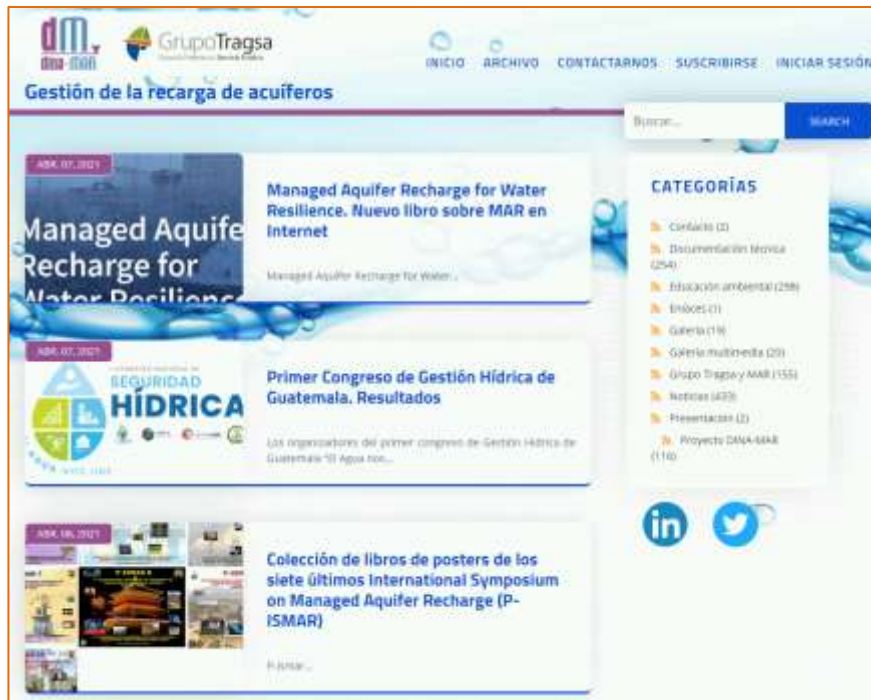 dina-MAR
GrupoTragsa
INICIO ARCHIVO CONTACTARNOS SUSCRIBIRSE INICIAR SESIÓN
Gestión de la recarga de acuíferos
Buscar...
SEARCH
ABR. 07, 2021
Managed Aquife
Recharge for
Water Resilience
Managed Aquifer Recharge for Water
Resilience. Nuevo libro sobre MAR en
Internet
Managed Aquifer Recharge for Water...
ABR. 07, 2021
SEGURIDAD
HÍDRICA
Primer Congreso de Gestión Hídrica de
Guatemala. Resultados
Los organizadores del primer congreso de Gestión Hídrica de
Guatemala "El Agua nos...
ABR. 06, 2021
Colección de libros de posters de los
siete últimos International Symposium
on Managed Aquifer Recharge (P-
ISMAR)
P-Ismar...
CATEGORÍAS
Contacto (2)
Documentación técnica
(254)
Educación ambiental (298)
Enlaces (1)
Galería (19)
Galería multimedia (20)
Grupo Tragsa y MAR (155)
Noticias (433)
Presentación (2)
Proyecto DINA-MAR
(116)
in